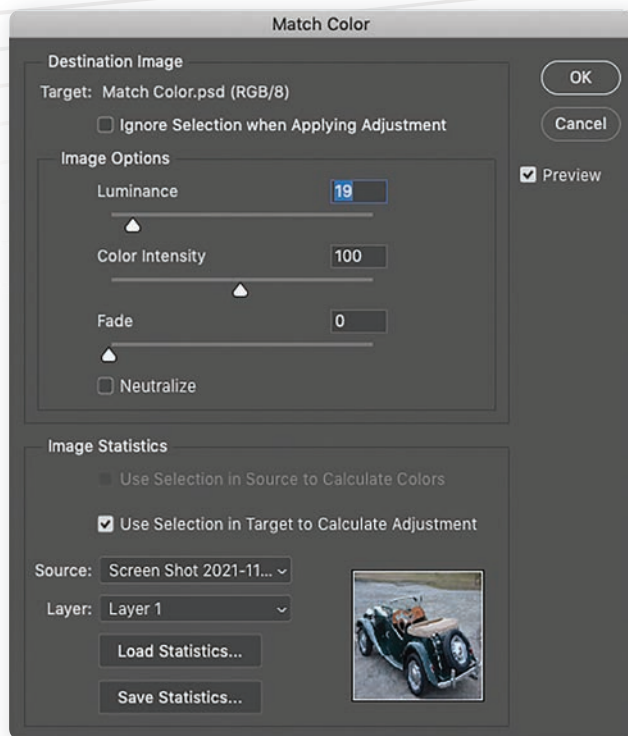 Match Color
Destination Image
Target: Match Color.psd (RGB/8)
Ignore Selection when Applying Adjustment
Image Options
Luminance 19
Color Intensity 100
Fade 0
Neutralize
OK
Cancel
Preview
Image Statistics
Use Selection in Source to Calculate Colors
Use Selection in Target to Calculate Adjustment
Source: Screen Shot 2021-11...
Layer: Layer 1
Load Statistics...
Save Statistics...